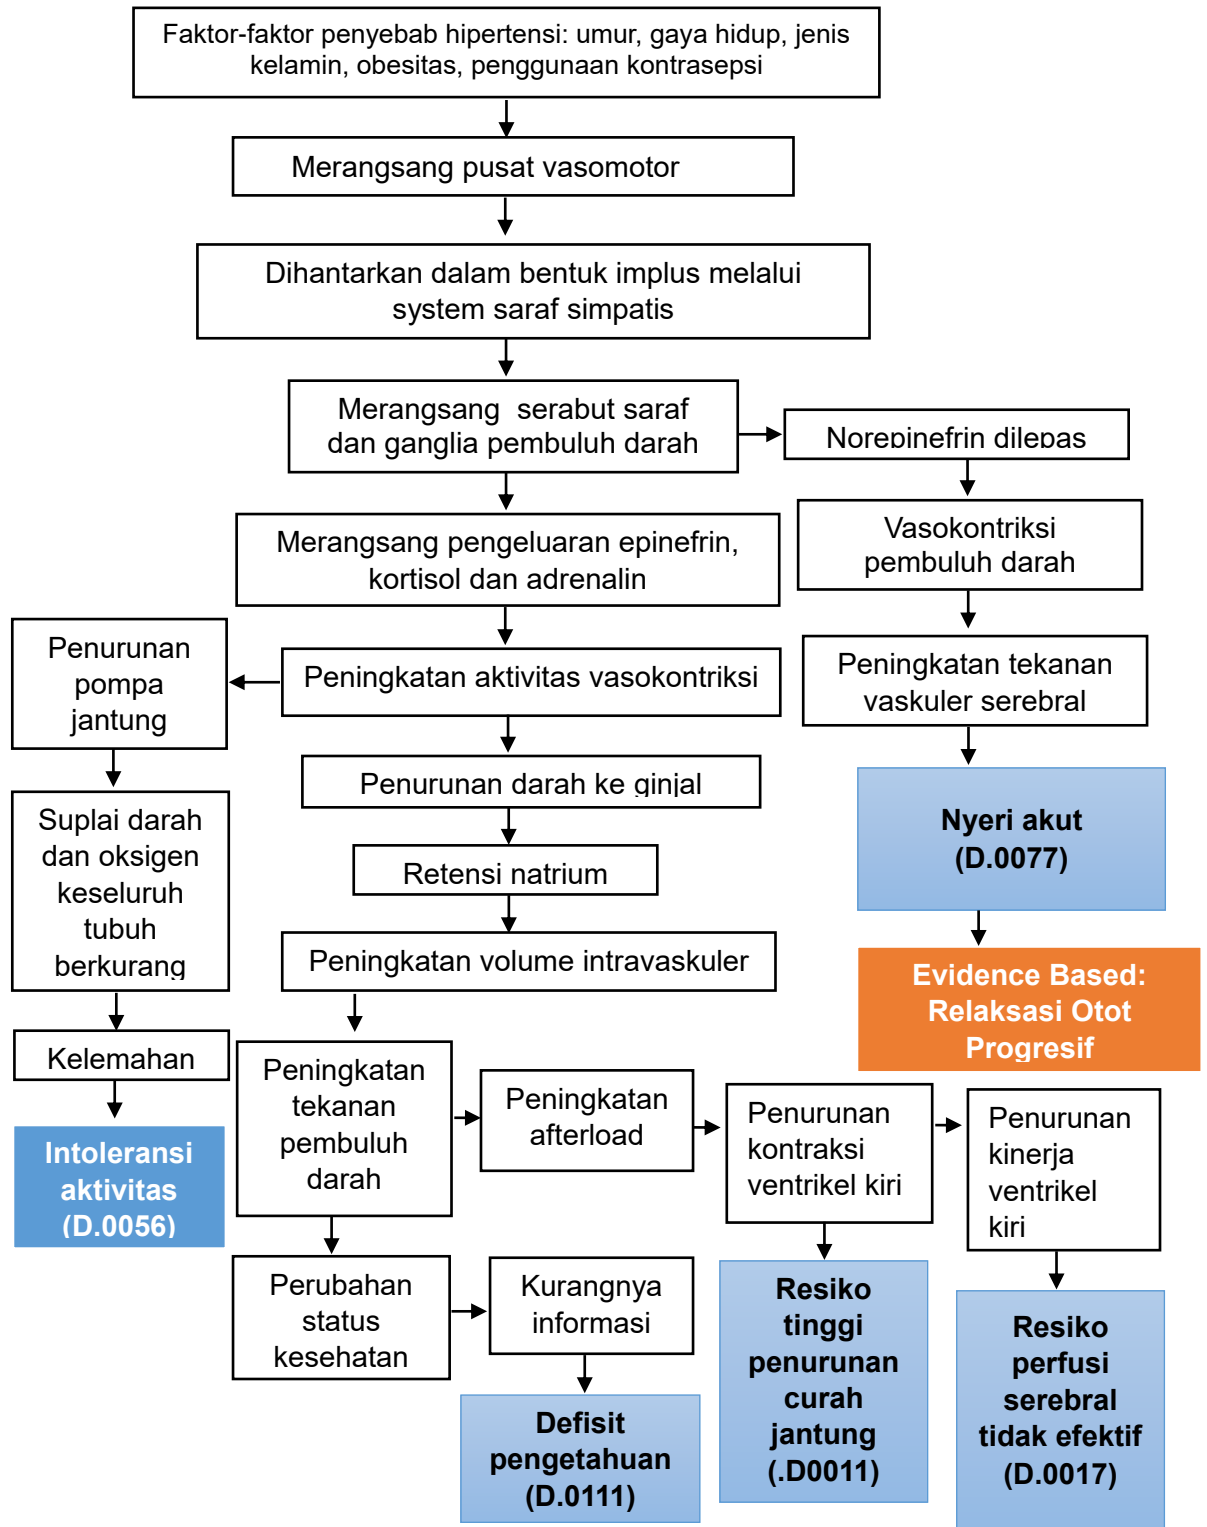 Faktor-faktor penyebab hipertensi: umur, gaya hidup, jenis
kelamin, obesitas, penggunaan kontrasepsi
Merangsang pusat vasomotor
Dihantarkan dalam bentuk implus melalui
system saraf simpatis
Merangsang serabut saraf
dan ganglia pembuluh darah
Norepinefrin dilepas
Merangsang pengeluaran epinefrin,
kortisol dan adrenalin
Vasokontriksi
pembuluh darah
Penurunan
pompa
jantung
Peningkatan aktivitas vasokontriksi
Peningkatan tekanan
vaskuler serebral
Penurunan darah ke ginjal
Suplai darah
dan oksigen
keseluruh
tubuh
berkurang
Nyeri akut
(D.0077)
Retensi natrium
Peningkatan volume intravaskuler
Evidence Based:
Relaksasi Otot
Progresif
Kelemahan
Peningkatan
tekanan
pembuluh
darah
Peningkatan
afterload
Penurunan
kontraksi
ventrikel kiri
Penurunan
kinerja
ventrikel
kiri
Intoleransi
aktivitas
(D.0056)
Perubahan
status
kesehatan
Kurangnya
informasi
Resiko
tinggi
penurunan
curah
jantung
(.D0011)
Resiko
perfusi
serebral
tidak efektif
(D.0017)
Defisit
pengetahuan
(D.0111)